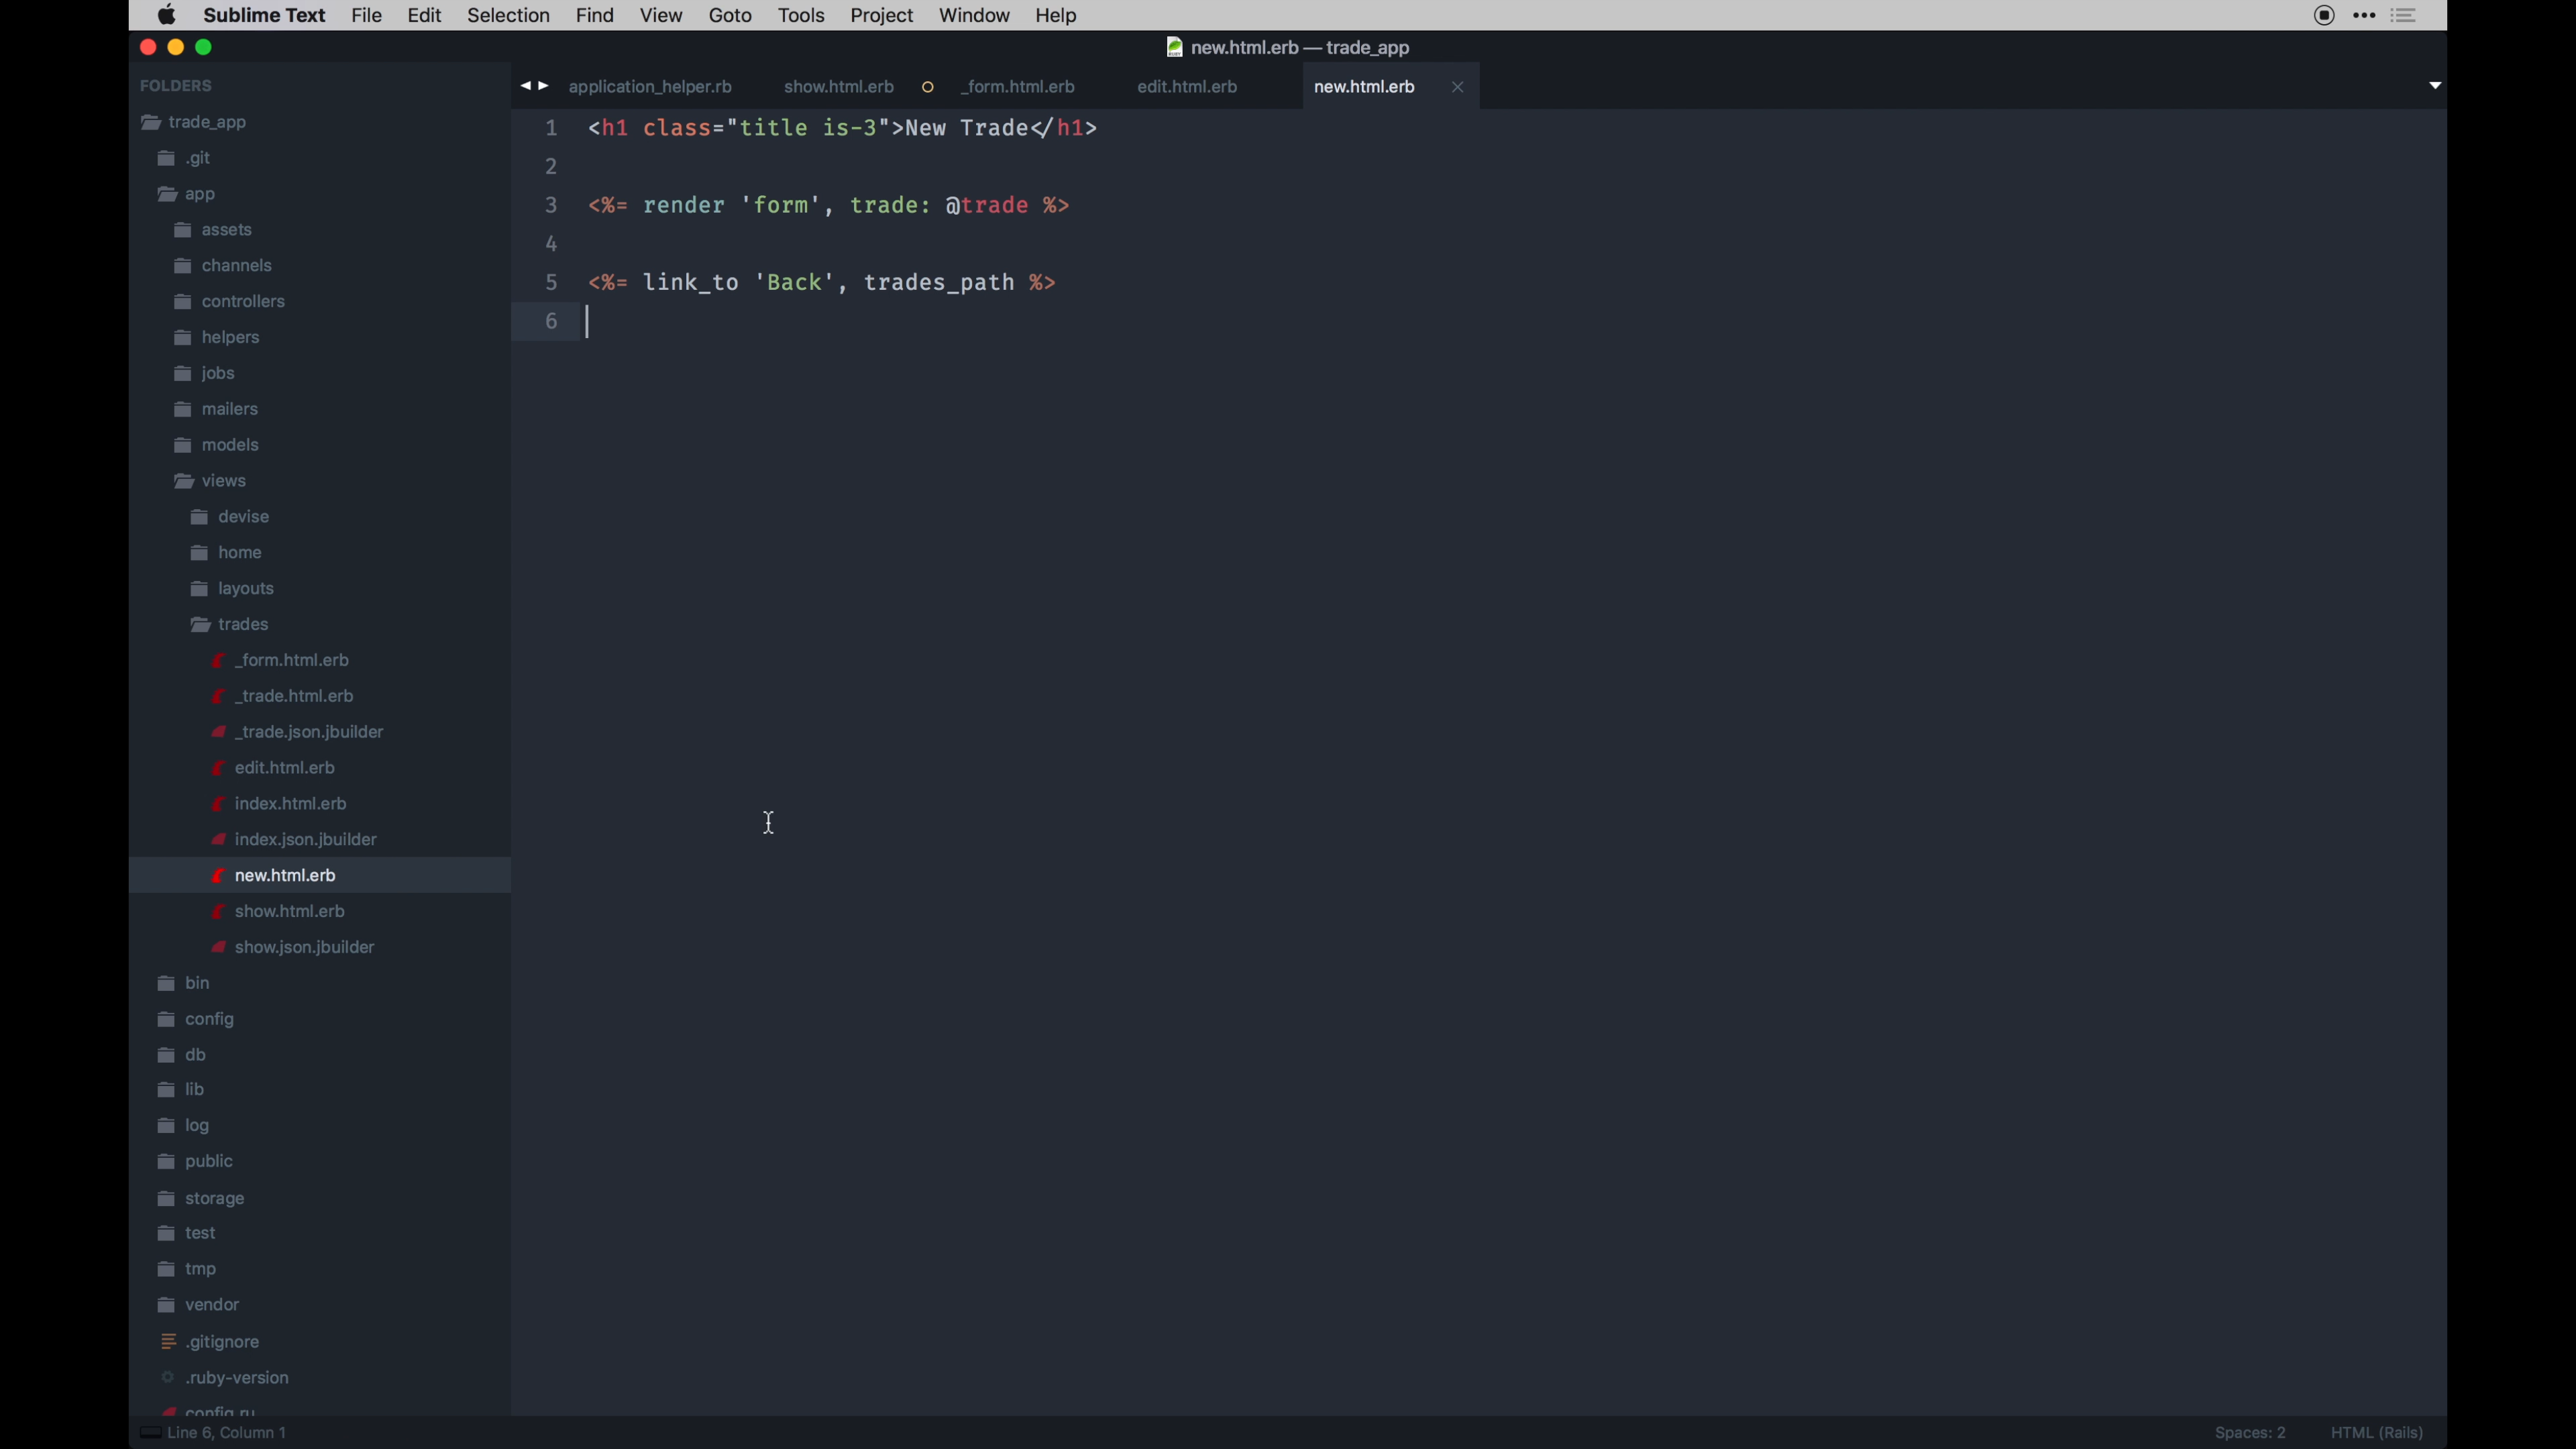 Sublime Text File Edit Selection Find View Goto Tools Project Window Help
new.html.erb — trade_app
FOLDERS
trade_app
.git
app
assets
channels
controllers
helpers
jobs
mailers
models
views
devise
home
layouts
trades
_form.html.erb
_trade.html.erb
_trade.json.jbuilder
edit.html.erb
index.html.erb
index.json.jbuilder
new.html.erb
show.html.erb
show.json.jbuilder
bin
config
db
lib
log
public
storage
test
tmp
vendor
.gitignore
.ruby-version
config.ru
application_helper.rb show.html.erb _form.html.erb edit.html.erb new.html.erb
1 <h1 class="title is-3">New Trade</h1>
2
3 <%= render 'form', trade: @trade %>
4
5 <%= link_to 'Back', trades_path %>
6
Line 6, Column 1 Spaces: 2 HTML (Rails)